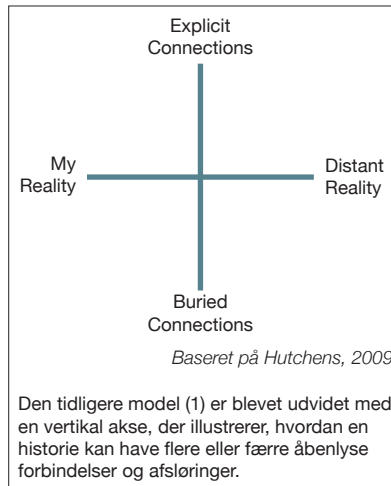 Explicit
Connections
My
Reality
Distant
Reality
Buried
Connections
Baseret på Hutchens, 2009
Den tidligere model (1) er blevet udvidet med
en vertikal akse, der illustrerer, hvordan en
historie kan have flere eller færre åbenlyse
forbindelser og afsløringer.